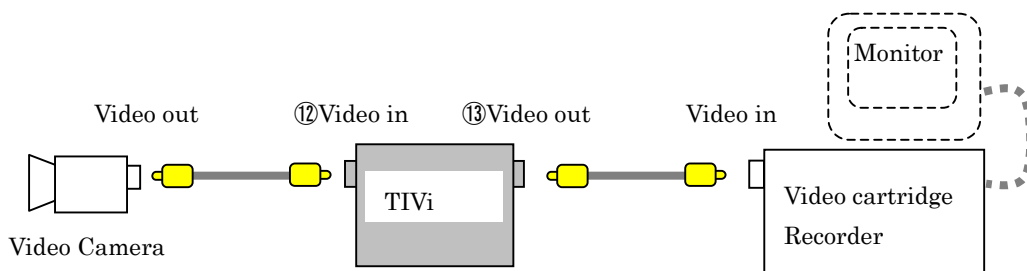 Monitor
Video out
⑫Video in
⑬Video out
Video in
TIVi
Video cartridge
Recorder
Video Camera